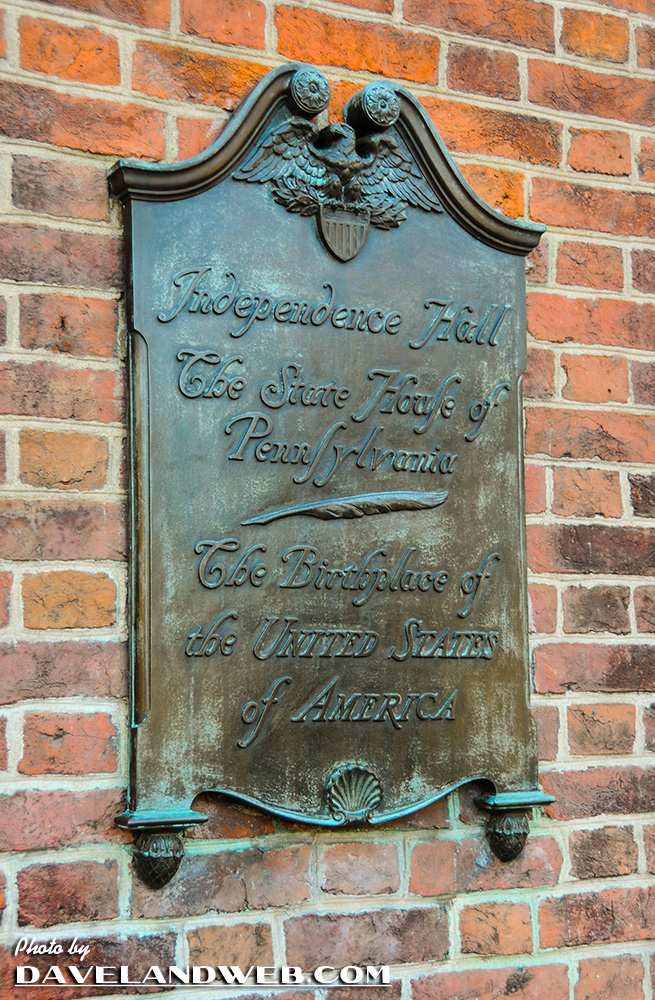 Independence Hall
The State Houſe of
Pennſylvania
The Birthplace of
the UNITED STATES
of AMERICA
Photo by
DAVELANDWEB.COM